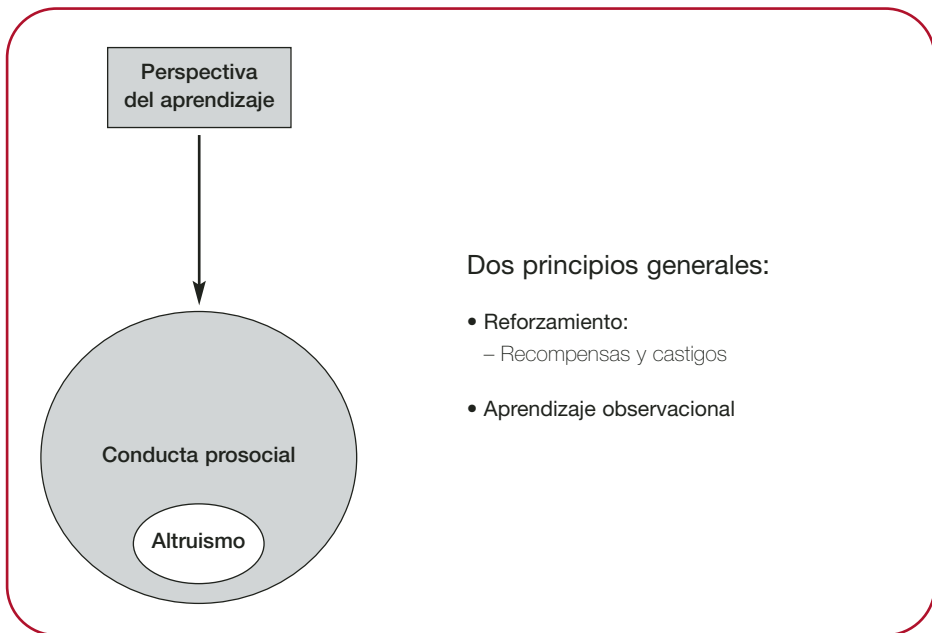 Perspectiva
del aprendizaje
Conducta prosocial
Altruismo
Dos principios generales:
• Reforzamiento:
– Recompensas y castigos
• Aprendizaje observacional